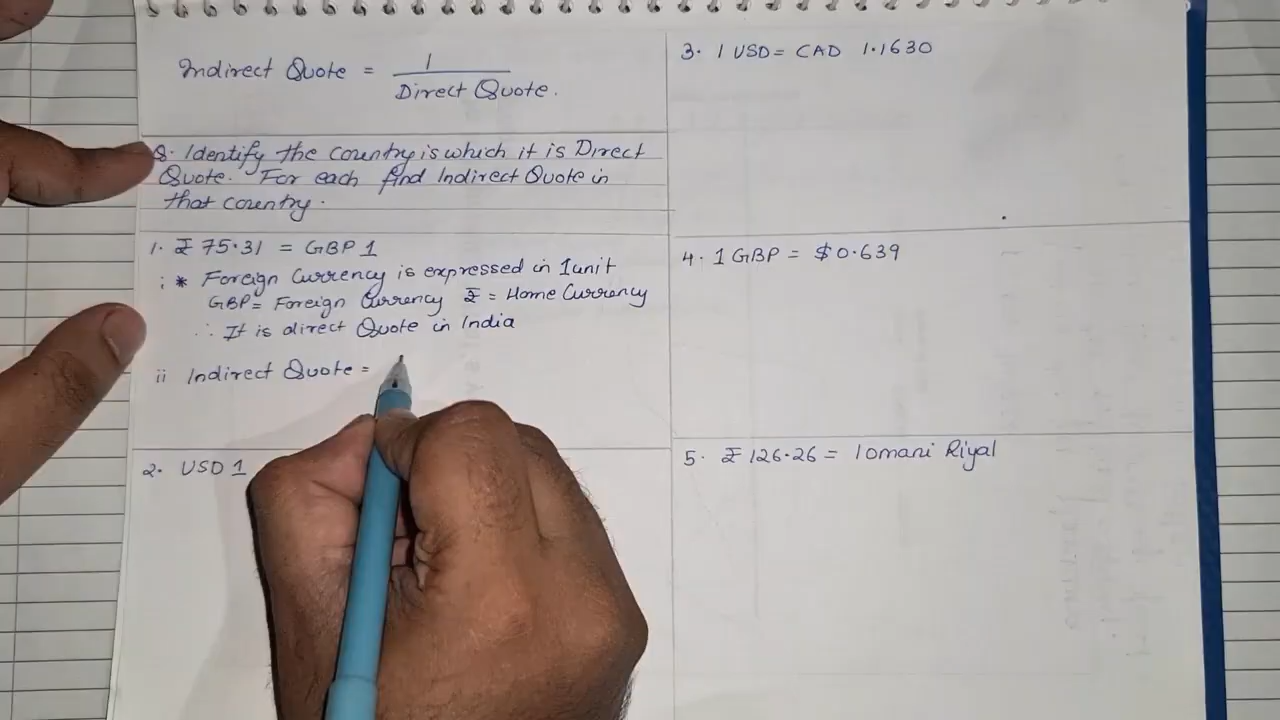 Indirect Quote = 1
Direct Quote.
Q. Identify the country is which it is Direct
Quote. For each find Indirect Quote in
that country.
1. ₹ 75.31 = GBP 1
i * Foreign Currency is expressed in 1unit
GBP= Foreign Currency ₹ = Home Currency
∴ It is direct Quote in India
ii Indirect Quote =
2. USD 1
3. 1 USD = CAD 1.1630
4. 1 GBP = $0.639
5. ₹ 126.26 = 1 omani Riyal